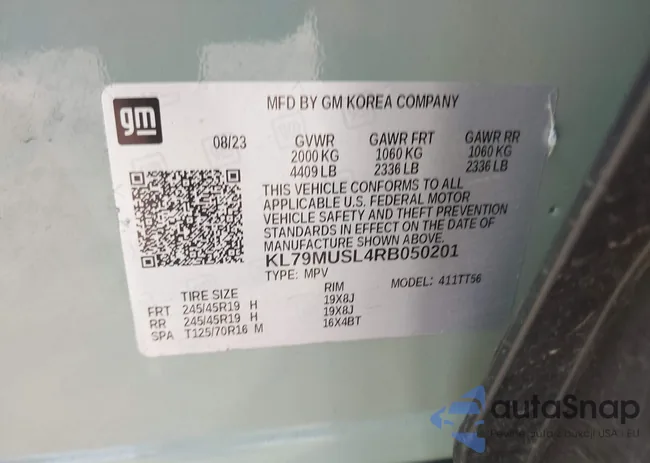 gm
MFD BY GM KOREA COMPANY
08/23 GVWR GAWR FRT GAWR RR
2000 KG 1060 KG 1060 KG
4409 LB 2336 LB 2336 LB
THIS VEHICLE CONFORMS TO ALL
APPLICABLE U.S. FEDERAL MOTOR
VEHICLE SAFETY AND THEFT PREVENTION
STANDARDS IN EFFECT ON THE DATE OF
MANUFACTURE SHOWN ABOVE.
KL79MUSL4RB050201
TYPE: MPV MODEL: 411TT56
TIRE SIZE RIM
FRT 245/45R19 H 19X8J
RR 245/45R19 H 19X8J
SPA T125/70R16 M 16X4BT
autoSnap
USA - EU